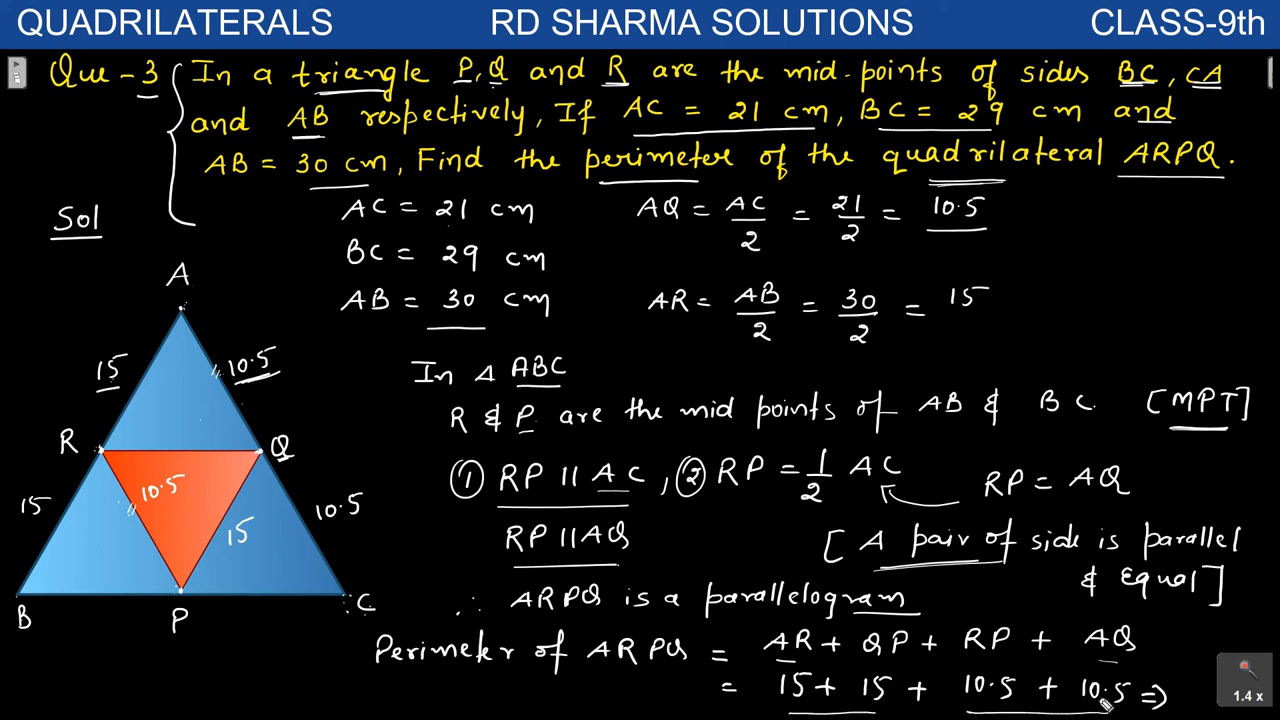 QUADRILATERALS RD SHARMA SOLUTIONS CLASS-9th
Que -3 In a triangle P, Q and R are the mid-points of sides BC, CA
and AB respectively, If AC = 21 cm, BC = 29 cm and
AB = 30 cm, Find the perimeter of the quadrilateral ARPQ.
Sol
AC = 21 cm
BC = 29 cm
AB = 30 cm
AQ = AC/2 = 21/2 = 10.5
AR = AB/2 = 30/2 = 15
A
15
10.5
R
Q
10.5
15
10.5
15
B
P
C
In Δ ABC
R & P are the mid points of AB & BC. [MPT]
① RP || AC, ② RP = 1/2 AC RP = AQ
RP || AQ
[A pair of side is parallel
& Equal]
∴ ARPQ is a parallelogram
Perimeter of ARPQ = AR + QP + RP + AQ
= 15 + 15 + 10.5 + 10.5 ⇒
1.4 x